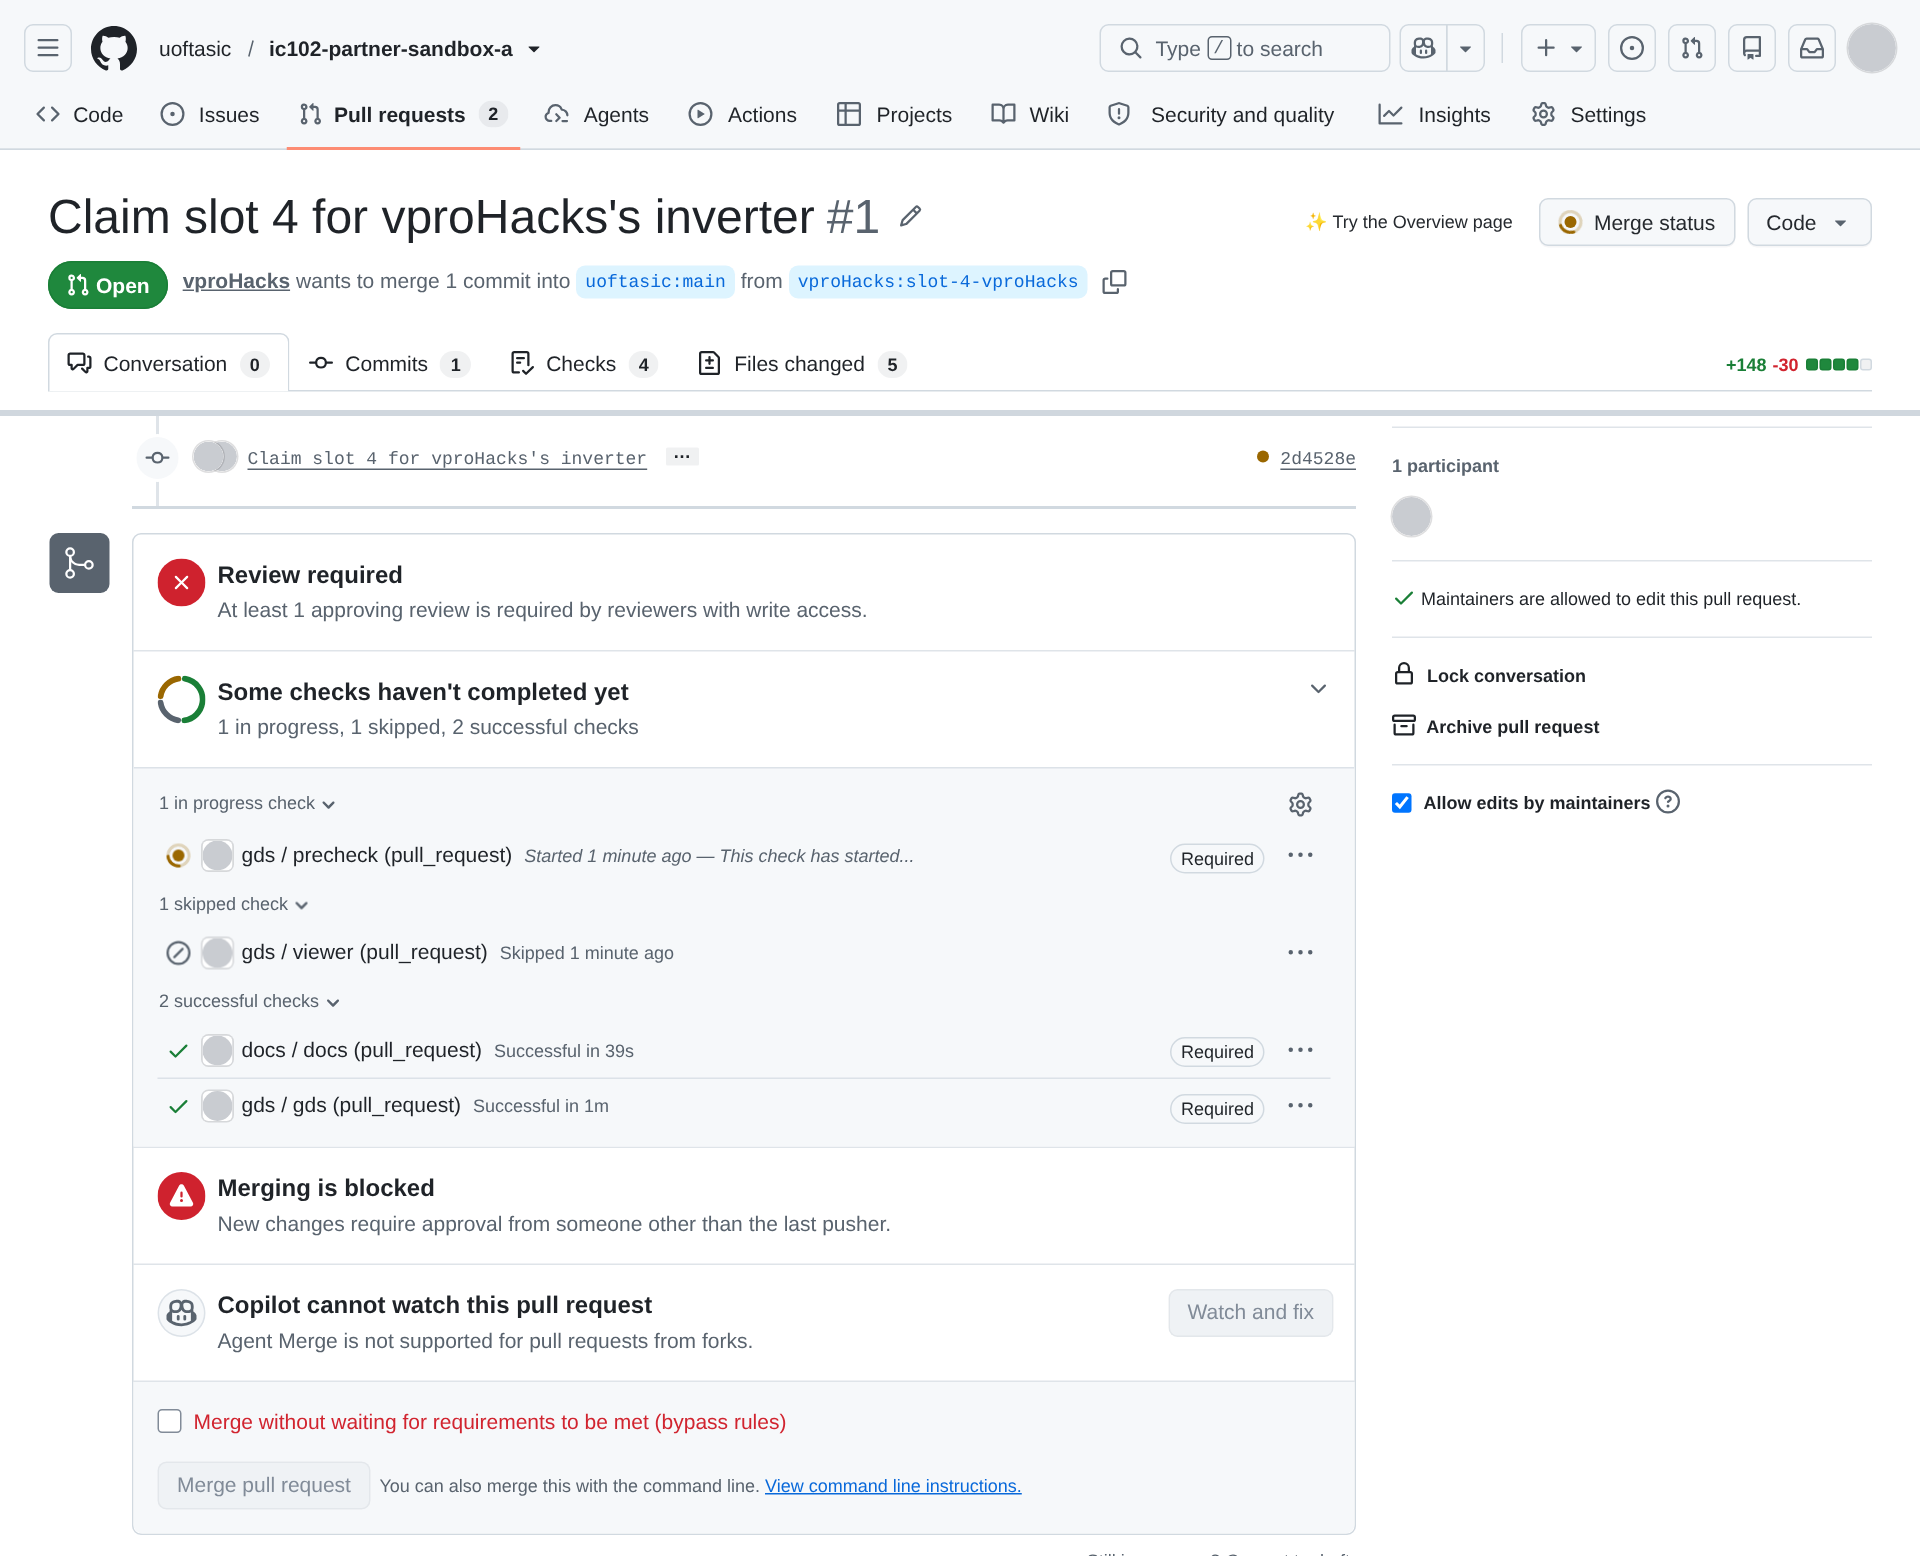 uoftasic / ic102-partner-sandbox-a
Type / to search
Code
Issues
Pull requests 2
Agents
Actions
Projects
Wiki
Security and quality
Insights
Settings
Claim slot 4 for vproHacks's inverter #1
✨ Try the Overview page
Merge status
Code
Open
vproHacks wants to merge 1 commit into uoftasic:main from vproHacks:slot-4-vproHacks
Conversation 0
Commits 1
Checks 4
Files changed 5
+148 -30
Claim slot 4 for vproHacks's inverter ...
2d4528e
1 participant
Maintainers are allowed to edit this pull request.
Lock conversation
Archive pull request
Allow edits by maintainers
Review required
At least 1 approving review is required by reviewers with write access.
Some checks haven't completed yet
1 in progress, 1 skipped, 2 successful checks
1 in progress check
gds / precheck (pull_request) Started 1 minute ago — This check has started... Required
1 skipped check
gds / viewer (pull_request) Skipped 1 minute ago
2 successful checks
docs / docs (pull_request) Successful in 39s Required
gds / gds (pull_request) Successful in 1m Required
Merging is blocked
New changes require approval from someone other than the last pusher.
Copilot cannot watch this pull request
Agent Merge is not supported for pull requests from forks.
Watch and fix
Merge without waiting for requirements to be met (bypass rules)
Merge pull request
You can also merge this with the command line. View command line instructions.